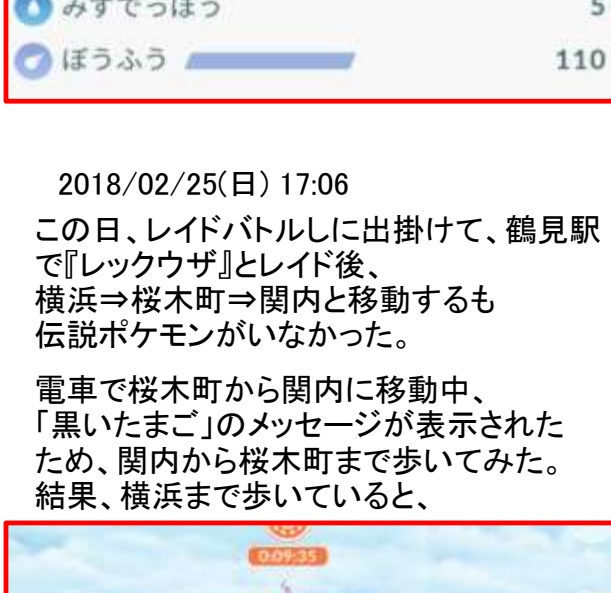 みずでっぽう 5
ぼうふう 110
2018/02/25(日) 17:06
この日、レイドバトルしに出掛けて、鶴見駅
で『レックウザ』とレイド後、
横浜⇒桜木町⇒関内と移動するも
伝説ポケモンがいなかった。
電車で桜木町から関内に移動中、
「黒いたまご」のメッセージが表示された
ため、関内から桜木町まで歩いてみた。
結果、横浜まで歩いていると、
0:09:35